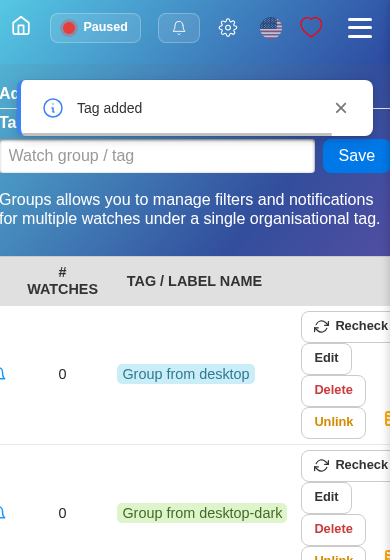 Paused
Tag added
Watch group / tag
Save
Groups allows you to manage filters and notifications
for multiple watches under a single organisational tag.
#
WATCHES
TAG / LABEL NAME
0
Group from desktop
Recheck
Edit
Delete
Unlink
0
Group from desktop-dark
Recheck
Edit
Delete
Unlink